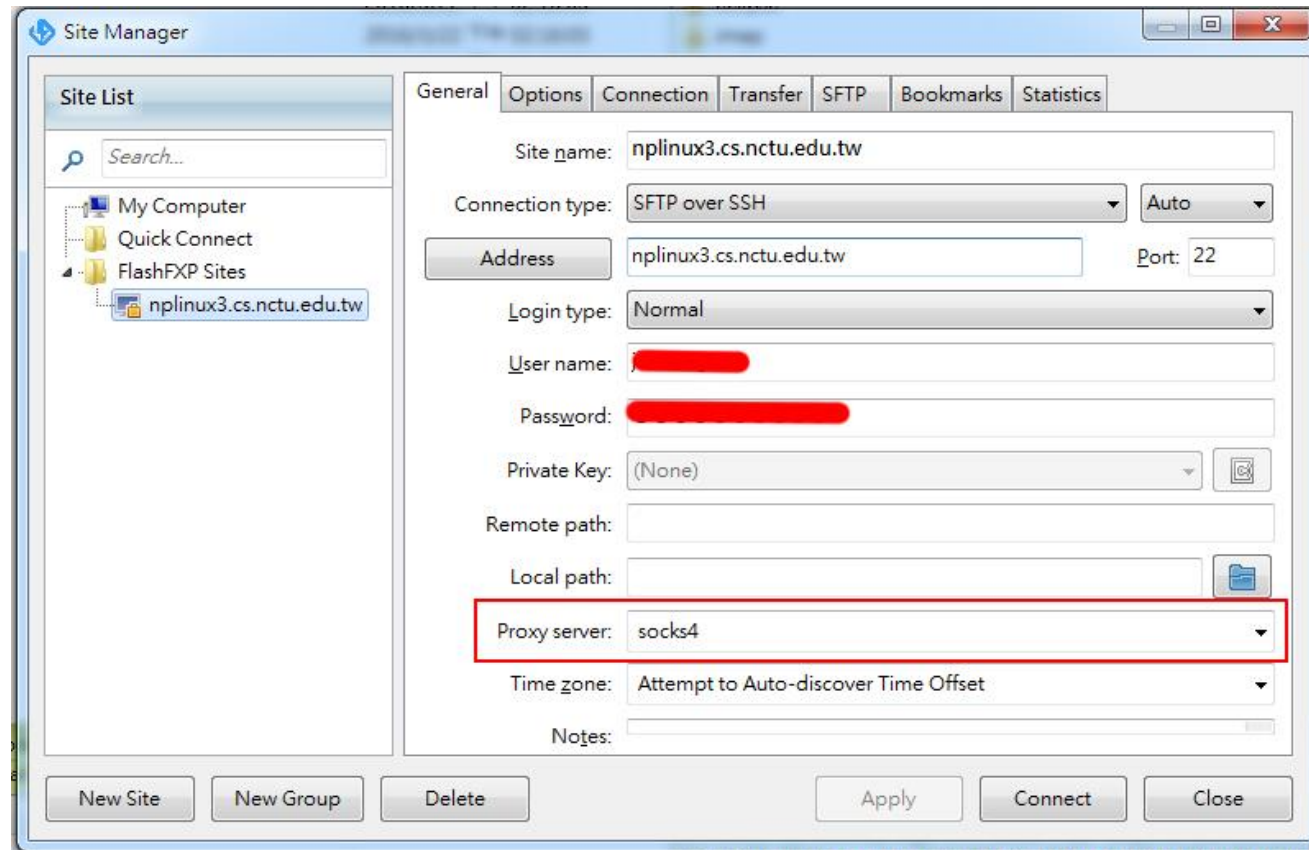 Site Manager
Site List
Search...
My Computer
Quick Connect
FlashFXP Sites
nplinux3.cs.nctu.edu.tw
General Options Connection Transfer SFTP Bookmarks Statistics
Site name: nplinux3.cs.nctu.edu.tw
Connection type: SFTP over SSH Auto
Address nplinux3.cs.nctu.edu.tw Port: 22
Login type: Normal
User name:
Password:
Private Key: (None)
Remote path:
Local path:
Proxy server: socks4
Time zone: Attempt to Auto-discover Time Offset
Notes:
New Site New Group Delete Apply Connect Close